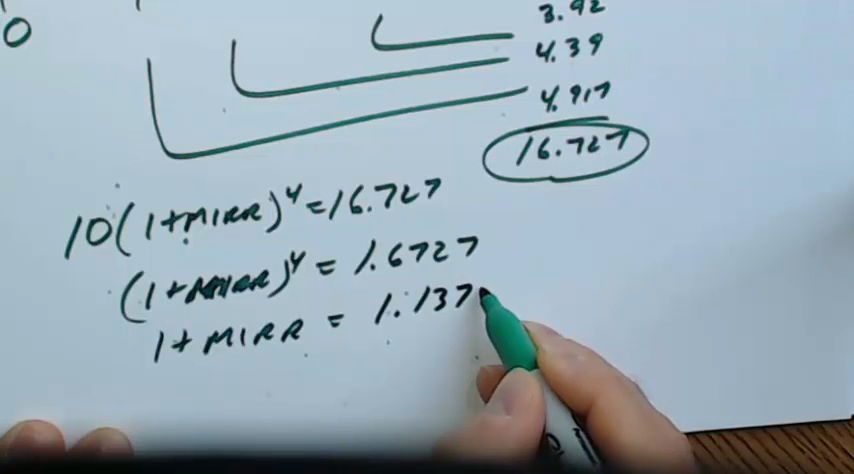 0
3.92
4.39
4.917
16.727
10(1+MIRR)^4=16.727
(1+MIRR)^4 = 1.6727
1+MIRR = 1.137